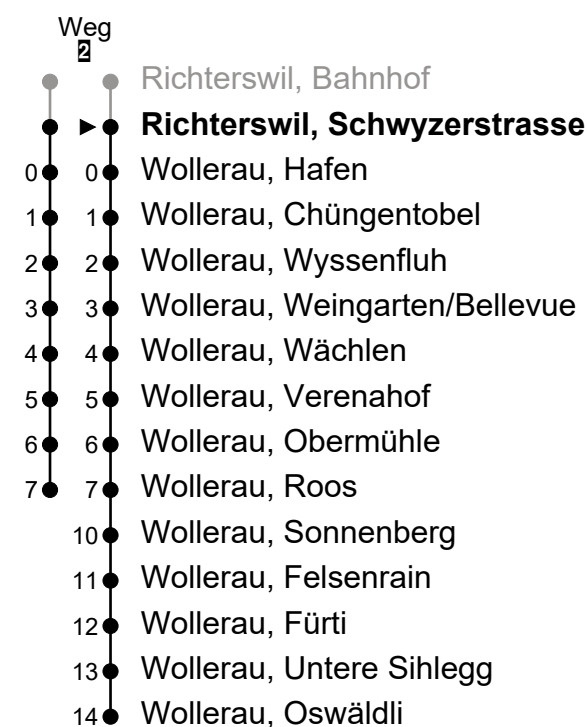 Weg
2
Richterswil, Bahnhof
Richterswil, Schwyzerstrasse
0 0 Wollerau, Hafen
1 1 Wollerau, Chüngentobel
2 2 Wollerau, Wyssenfluh
3 3 Wollerau, Weingarten/Bellevue
4 4 Wollerau, Wächlen
5 5 Wollerau, Verenahof
6 6 Wollerau, Obermühle
7 7 Wollerau, Roos
10 Wollerau, Sonnenberg
11 Wollerau, Felsenrain
12 Wollerau, Fürti
13 Wollerau, Untere Sihlegg
14 Wollerau, Oswäldli